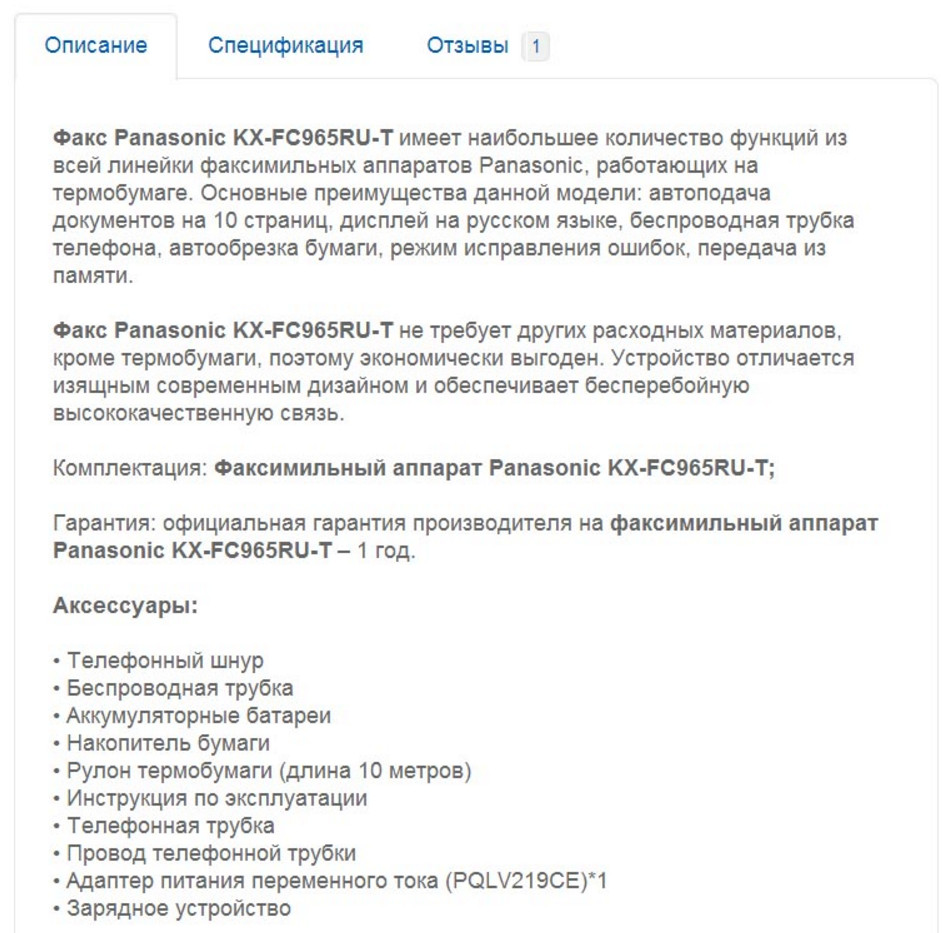 Описание Спецификация Отзывы 1
Факс Panasonic KX-FC965RU-T имеет наибольшее количество функций из
всей линейки факсимильных аппаратов Panasonic, работающих на
термобумаге. Основные преимущества данной модели: автоподача
документов на 10 страниц, дисплей на русском языке, беспроводная трубка
телефона, автообрезка бумаги, режим исправления ошибок, передача из
памяти.
Факс Panasonic KX-FC965RU-T не требует других расходных материалов,
кроме термобумаги, поэтому экономически выгоден. Устройство отличается
изящным современным дизайном и обеспечивает бесперебойную
высококачественную связь.
Комплектация: Факсимильный аппарат Panasonic KX-FC965RU-T;
Гарантия: официальная гарантия производителя на факсимильный аппарат
Panasonic KX-FC965RU-T – 1 год.
Аксессуары:
• Телефонный шнур
• Беспроводная трубка
• Аккумуляторные батареи
• Накопитель бумаги
• Рулон термобумаги (длина 10 метров)
• Инструкция по эксплуатации
• Телефонная трубка
• Провод телефонной трубки
• Адаптер питания переменного тока (PQLV219CE)*1
• Зарядное устройство